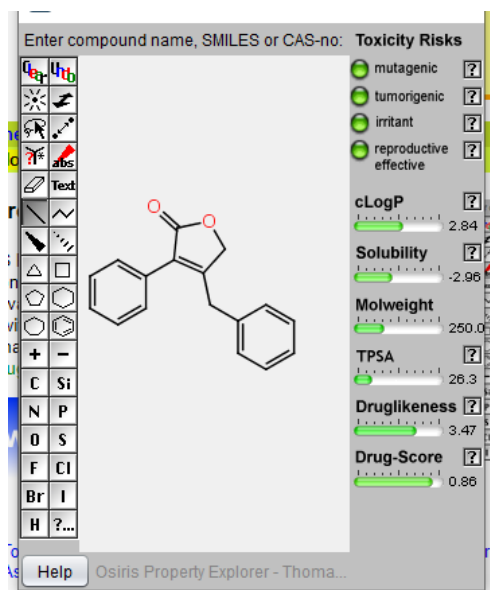 Enter compound name, SMILES or CAS-no:
Toxicity Risks
Clear Undo
mutagenic ?
tumorigenic ?
irritant ?
reproductive ?
effective
abs
Text
O
O
cLogP ?
2.84
Solubility ?
-2.96
Molweight
250.0
TPSA ?
26.3
Druglikeness ?
3.47
Drug-Score ?
0.86
+ −
C Si
N P
O S
F Cl
Br I
H ?...
Help
Osiris Property Explorer - Thoma...